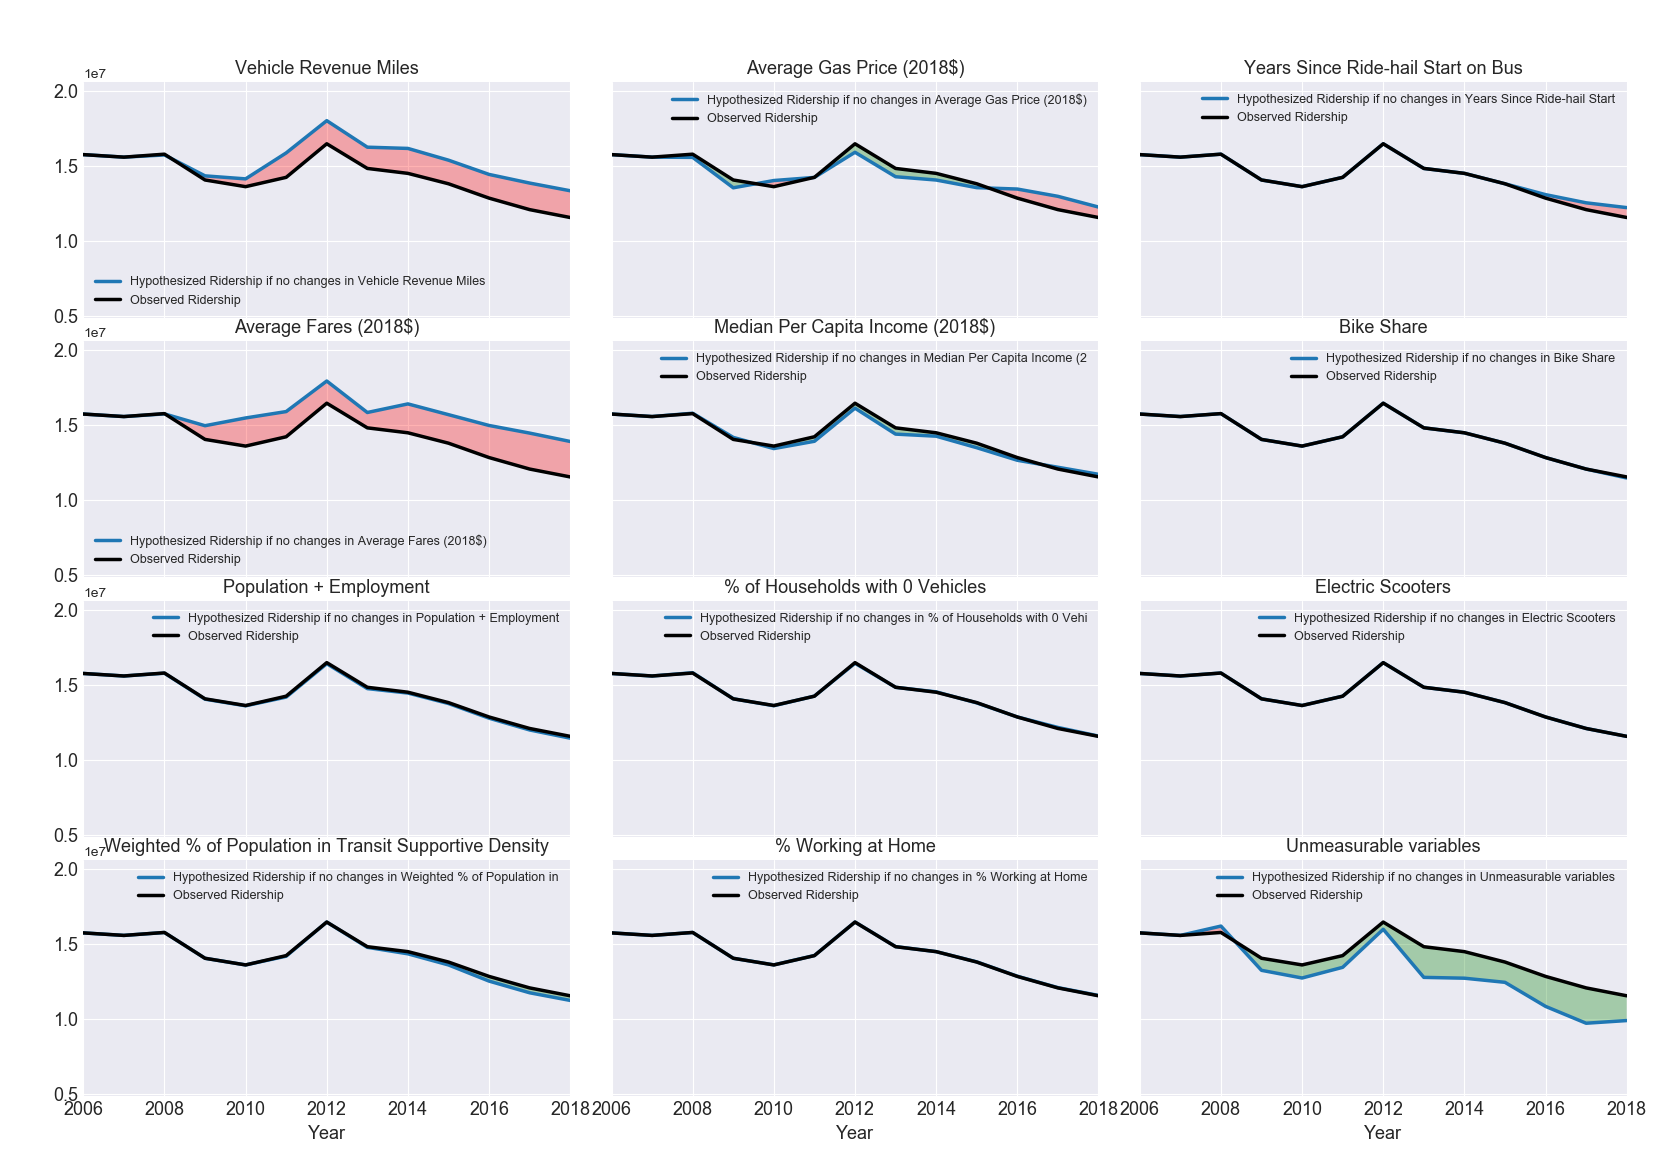 Vehicle Revenue Miles
Average Gas Price (2018$)
Years Since Ride-hail Start on Bus
1e7
2.0
1.5
1.0
0.5
Hypothesized Ridership if no changes in Vehicle Revenue Miles
Observed Ridership
Hypothesized Ridership if no changes in Average Gas Price (2018$)
Observed Ridership
Hypothesized Ridership if no changes in Years Since Ride-hail Start
Observed Ridership
Average Fares (2018$)
Median Per Capita Income (2018$)
Bike Share
1e7
2.0
1.5
1.0
0.5
Hypothesized Ridership if no changes in Average Fares (2018$)
Observed Ridership
Hypothesized Ridership if no changes in Median Per Capita Income (2
Observed Ridership
Hypothesized Ridership if no changes in Bike Share
Observed Ridership
Population + Employment
% of Households with 0 Vehicles
Electric Scooters
1e7
2.0
1.5
1.0
0.5
Hypothesized Ridership if no changes in Population + Employment
Observed Ridership
Hypothesized Ridership if no changes in % of Households with 0 Vehi
Observed Ridership
Hypothesized Ridership if no changes in Electric Scooters
Observed Ridership
Weighted % of Population in Transit Supportive Density
% Working at Home
Unmeasurable variables
1e7
2.0
1.5
1.0
0.5
Hypothesized Ridership if no changes in Weighted % of Population in
Observed Ridership
Hypothesized Ridership if no changes in % Working at Home
Observed Ridership
Hypothesized Ridership if no changes in Unmeasurable variables
Observed Ridership
2006 2008 2010 2012 2014 2016 2018
2006 2008 2010 2012 2014 2016 2018
2006 2008 2010 2012 2014 2016 2018
Year
Year
Year